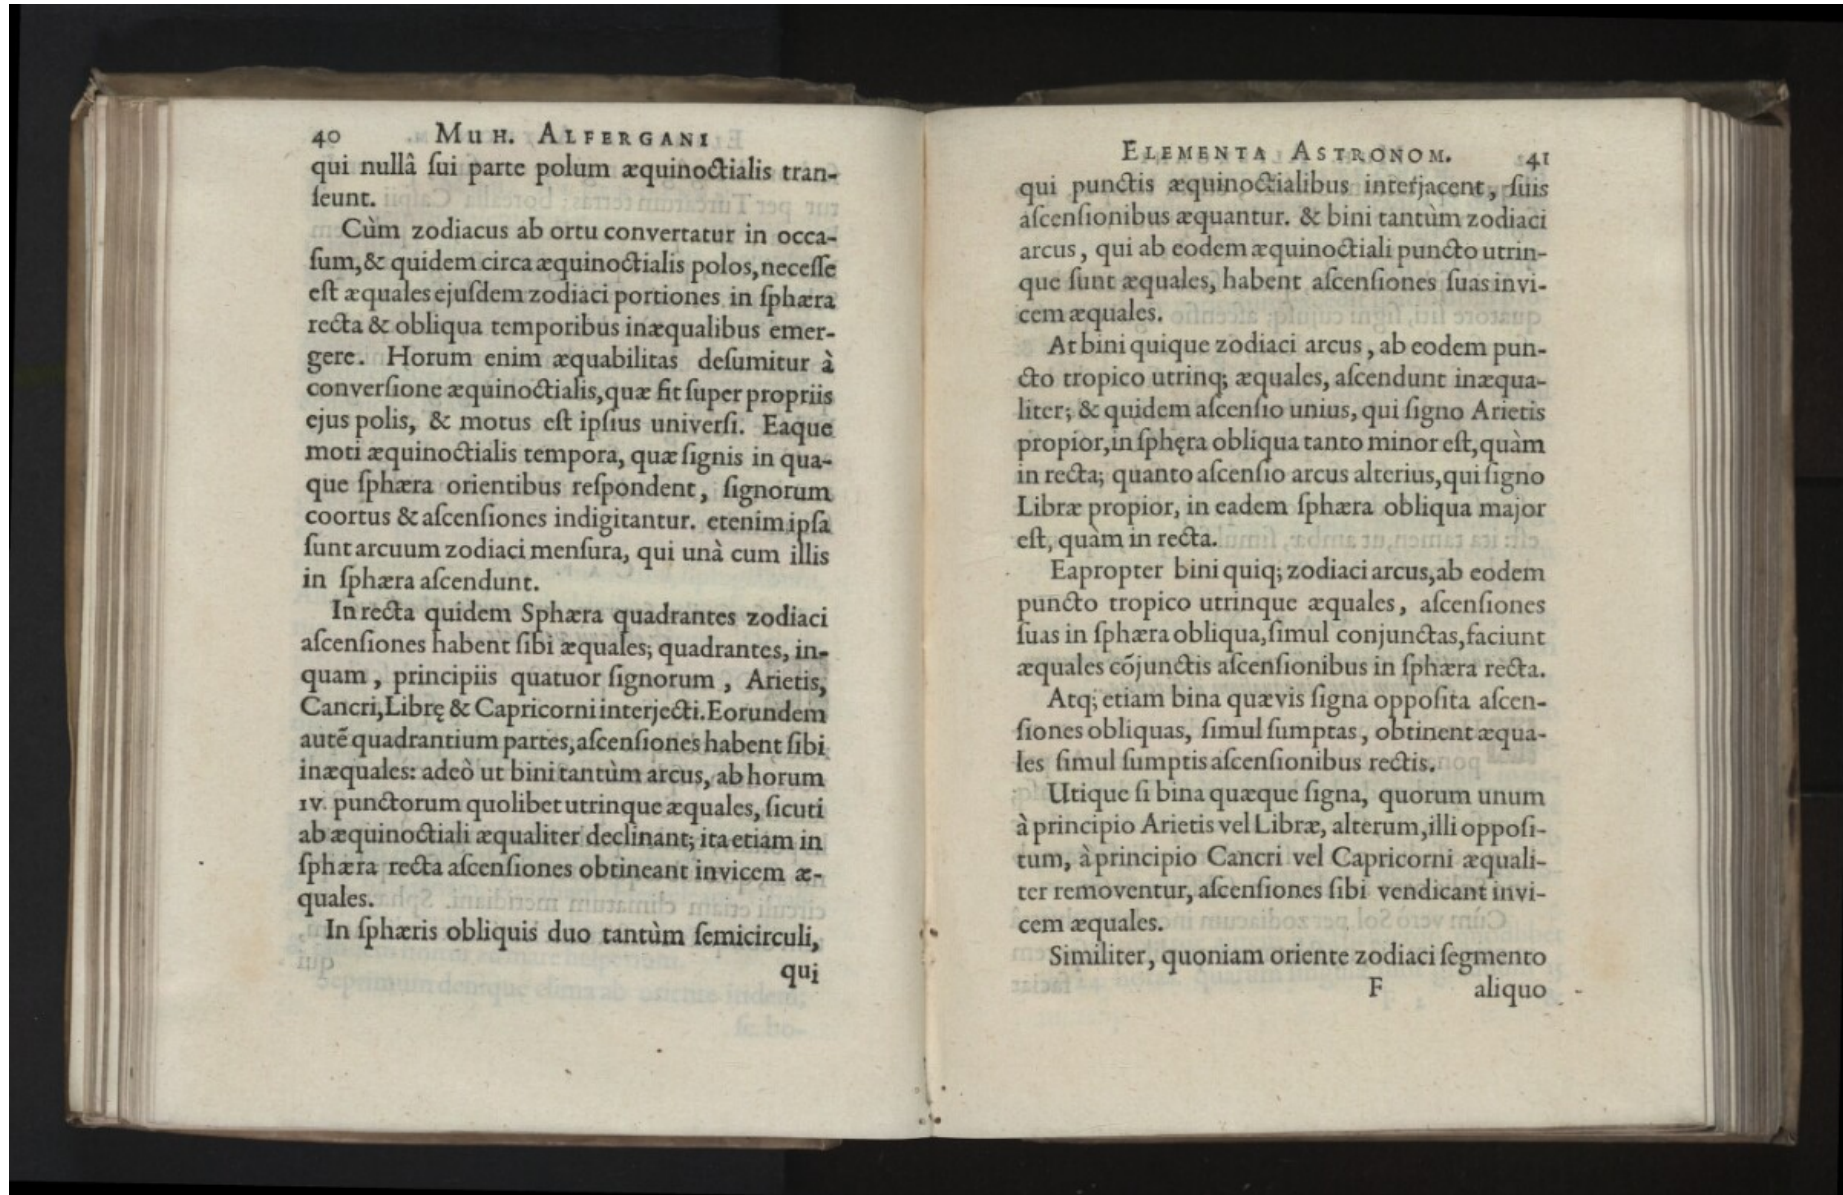 40 MUH. ALFERGANI
qui nullâ sui parte polum æquinoctialis tran-
seunt.
Cùm zodiacus ab ortu convertatur in occa-
sum, & quidem circa æquinoctialis polos, necesse
est æquales ejusdem zodiaci portiones in sphæra
recta & obliqua temporibus inæqualibus emer-
gere. Horum enim æquabilitas desumitur à
conversione æquinoctialis, quæ fit super propriis
ejus polis, & motus est ipsius universi. Eaque
moti æquinoctialis tempora, quæ signis in qua-
que sphæra orientibus respondent, signorum
coortus & ascensiones indigitantur. etenim ipsa
sunt arcuum zodiaci mensura, qui unà cum illis
in sphæra ascendunt.
In recta quidem Sphæra quadrantes zodiaci
ascensiones habent sibi æquales; quadrantes, in-
quam, principiis quatuor signorum, Arietis,
Cancri, Librę & Capricorni interjecti. Eorundem
autẽ quadrantium partes, ascensiones habent sibi
inæquales: adeò ut bini tantùm arcus, ab horum
IV. punctorum quolibet utrinque æquales, sicuti
ab æquinoctiali æqualiter declinant; ita etiam in
sphæra recta ascensiones obtineant invicem æ-
quales.
In sphæris obliquis duo tantùm semicirculi,
qui
ELEMENTA ASTRONOM. 41
qui punctis æquinoctialibus interjacent, suis
ascensionibus æquantur. & bini tantùm zodiaci
arcus, qui ab eodem æquinoctiali puncto utrin-
que sunt æquales, habent ascensiones suas invi-
cem æquales.
At bini quique zodiaci arcus, ab eodem pun-
cto tropico utrinq; æquales, ascendunt inæqua-
liter; & quidem ascensio unius, qui signo Arietis
propior, in sphęra obliqua tanto minor est, quàm
in recta; quanto ascensio arcus alterius, qui signo
Libræ propior, in eadem sphæra obliqua major
est, quàm in recta.
Eapropter bini quiq; zodiaci arcus, ab eodem
puncto tropico utrinque æquales, ascensiones
suas in sphæra obliqua, simul conjunctas, faciunt
æquales cõjunctis ascensionibus in sphæra recta.
Atq; etiam bina quævis signa opposita ascen-
siones obliquas, simul sumptas, obtinent æqua-
les simul sumptis ascensionibus rectis.
Utique si bina quæque signa, quorum unum
à principio Arietis vel Libræ, alterum, illi opposi-
tum, à principio Cancri vel Capricorni æquali-
ter removentur, ascensiones sibi vendicant invi-
cem æquales.
Similiter, quoniam oriente zodiaci segmento
F aliquo